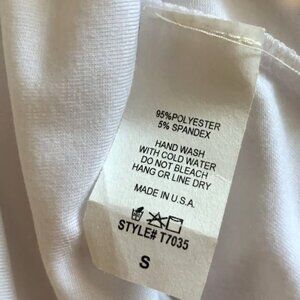 95%POLYESTER
5% SPANDEX
HAND WASH
WITH COLD WATER
DO NOT BLEACH
HANG OR LINE DRY
MADE IN U.S.A.
STYLE# T7035
S